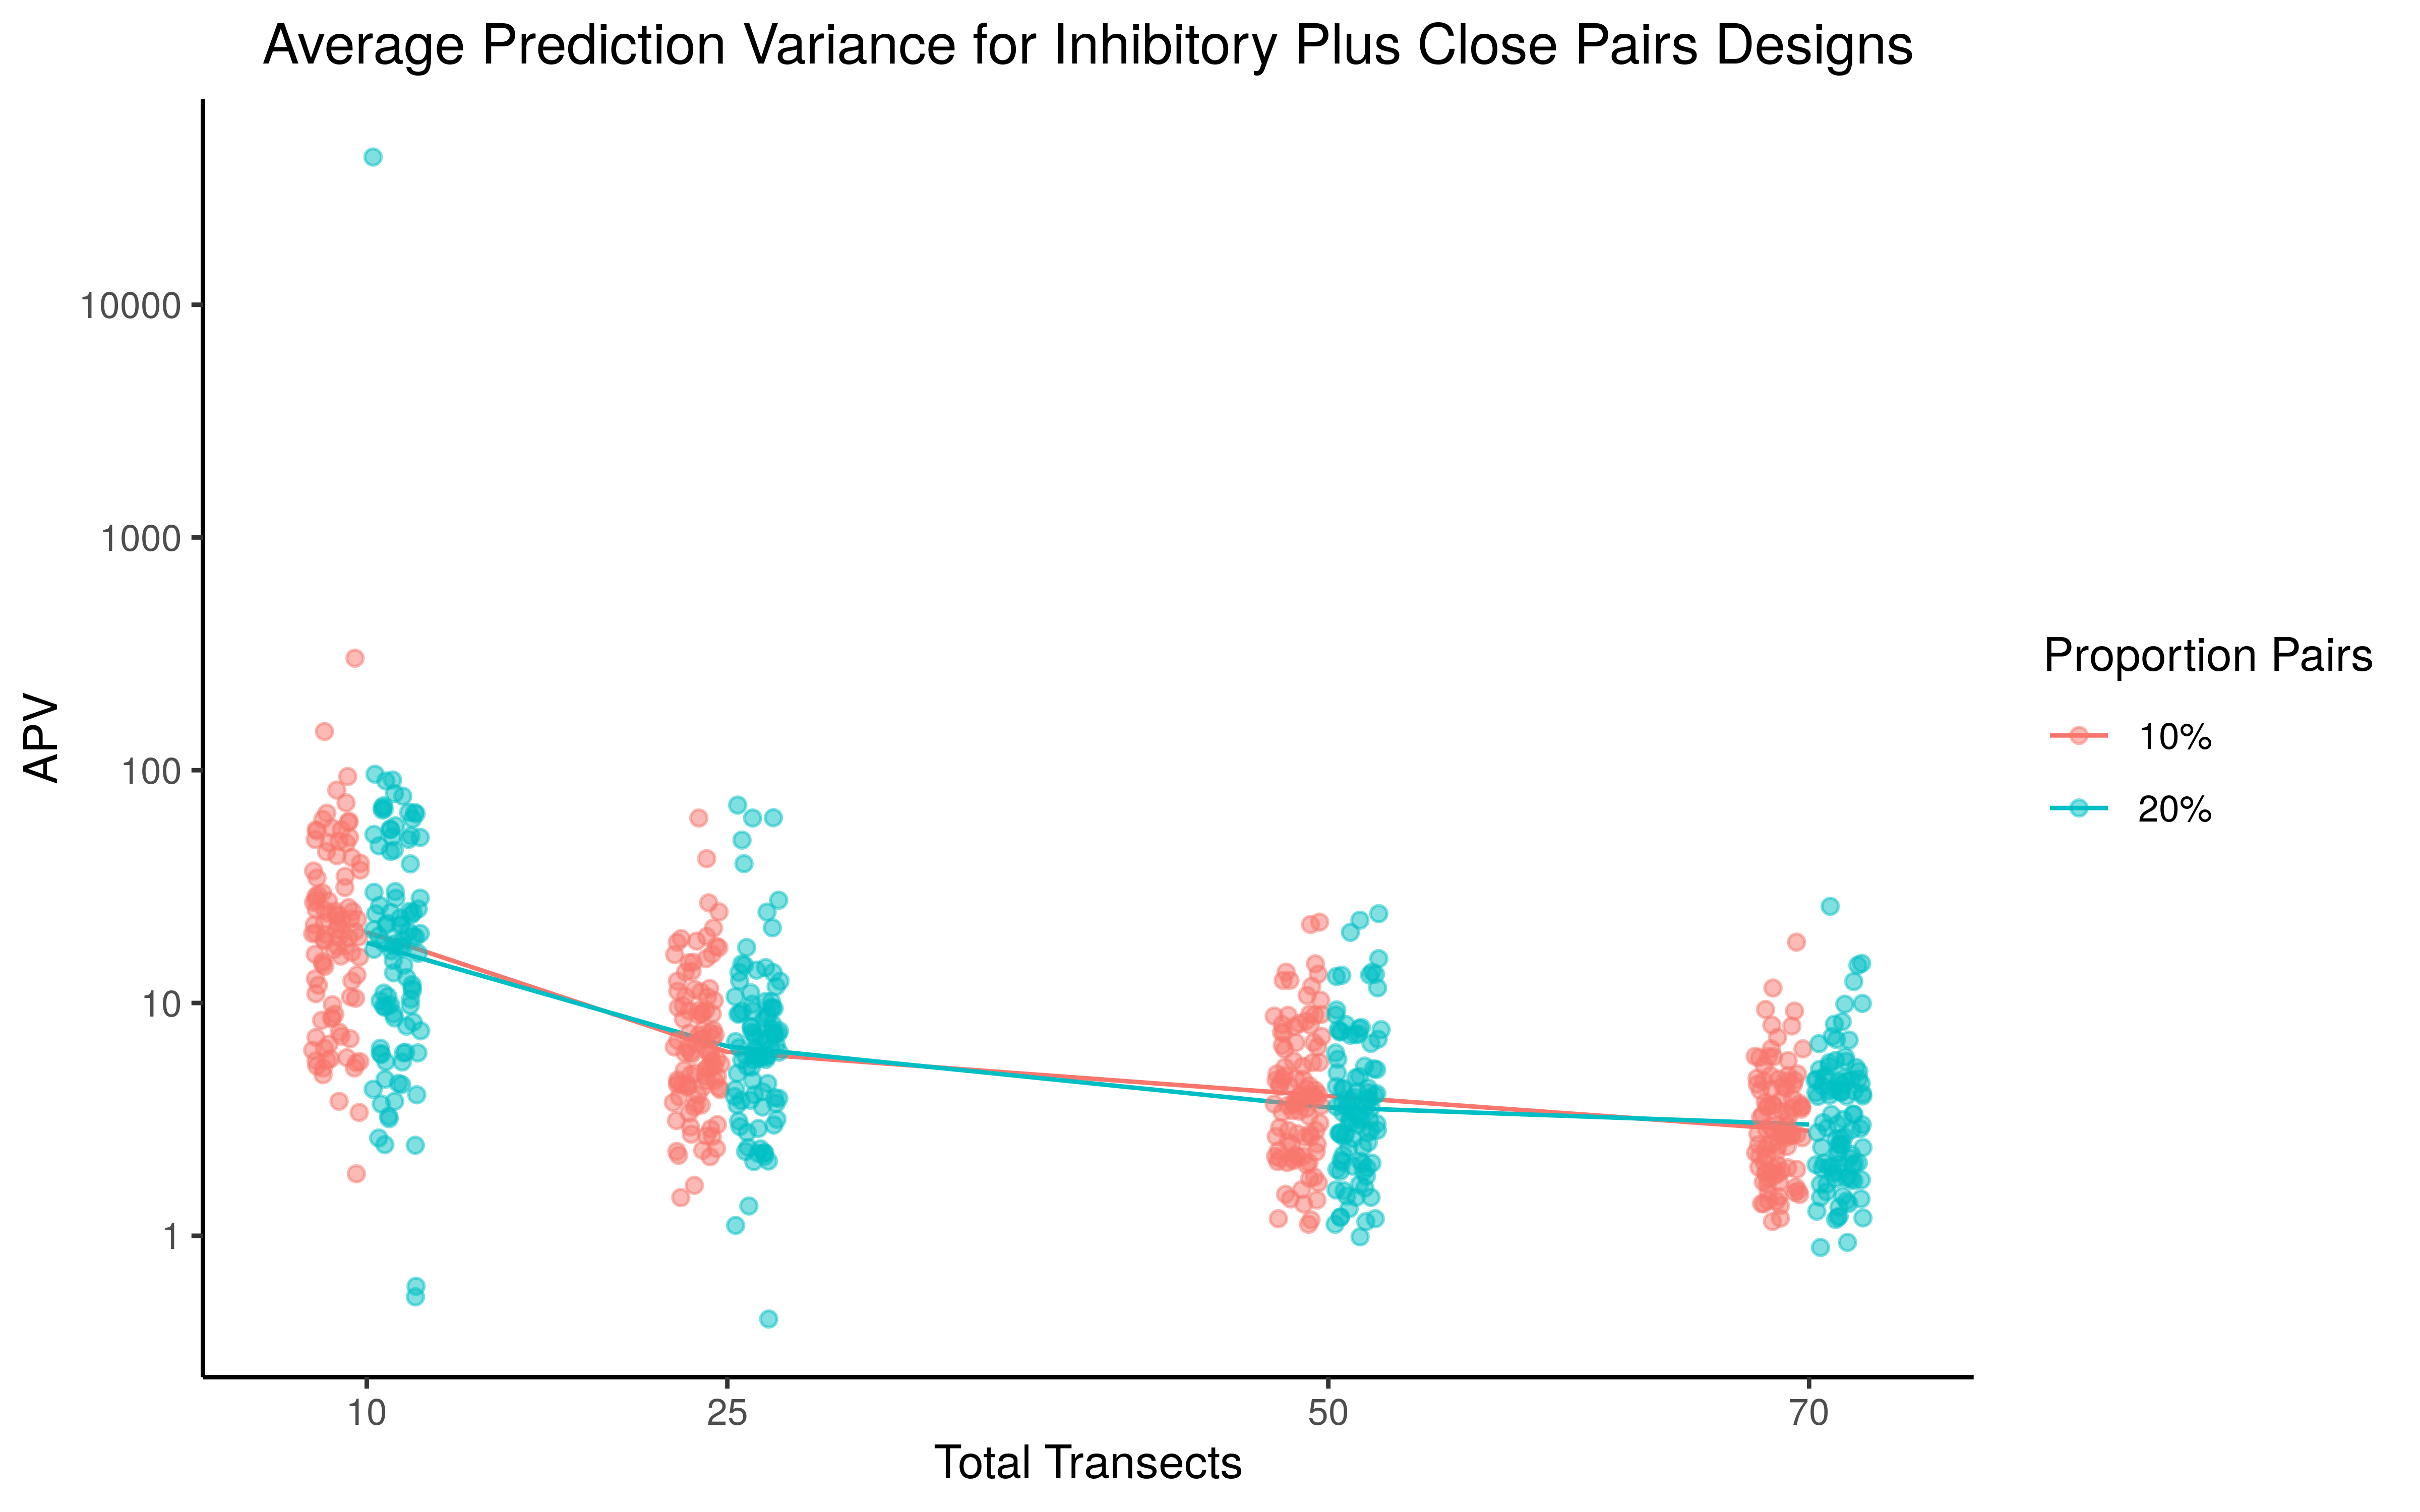 Average Prediction Variance for Inhibitory Plus Close Pairs Designs
10000
1000
100
10
1
APV
10
25
50
70
Total Transects
Proportion Pairs
10%
20%